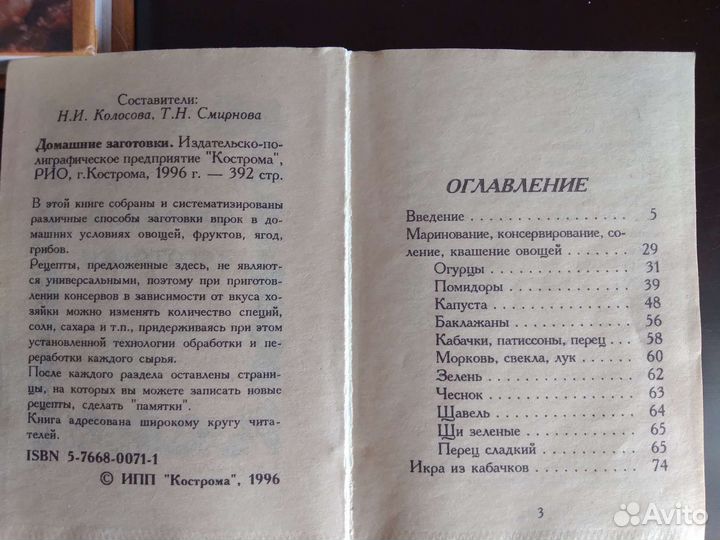 Составители:
Н.И. Колосова, Т.Н. Смирнова
Домашние заготовки. Издательско-по-
лиграфическое предприятие "Кострома",
РИО, г.Кострома, 1996 г. — 392 стр.
В этой книге собраны и систематизированы
различные способы заготовки впрок в до-
машних условиях овощей, фруктов, ягод,
грибов.
Рецепты, предложенные здесь, не являют-
ся универсальными, поэтому при приготов-
лении консервов в зависимости от вкуса хо-
зяйки можно изменять количество специй,
соли, сахара и т.п., придерживаясь при этом
установленной технологии обработки и пе-
реработки каждого сырья.
После каждого раздела оставлены страни-
цы, на которых вы можете записать новые
рецепты, сделать "памятки".
Книга адресована широкому кругу чита-
телей.
ISBN 5-7668-0071-1
© ИПП "Кострома", 1996
ОГЛАВЛЕНИЕ
Введение . . . . . . . . . . . . . . . . . 5
Маринование, консервирование, со-
ление, квашение овощей . . . . . . . 29
Огурцы . . . . . . . . . . . . . . . 31
Помидоры . . . . . . . . . . . . . 39
Капуста . . . . . . . . . . . . . . 48
Баклажаны . . . . . . . . . . . . 56
Кабачки, патиссоны, перец . . 58
Морковь, свекла, лук . . . . . 60
Зелень . . . . . . . . . . . . . . . 62
Чеснок . . . . . . . . . . . . . . . 63
Щавель . . . . . . . . . . . . . . 64
Щи зеленые . . . . . . . . . . . 65
Перец сладкий . . . . . . . . . 65
Икра из кабачков . . . . . . . . . . . 74
3
Avito